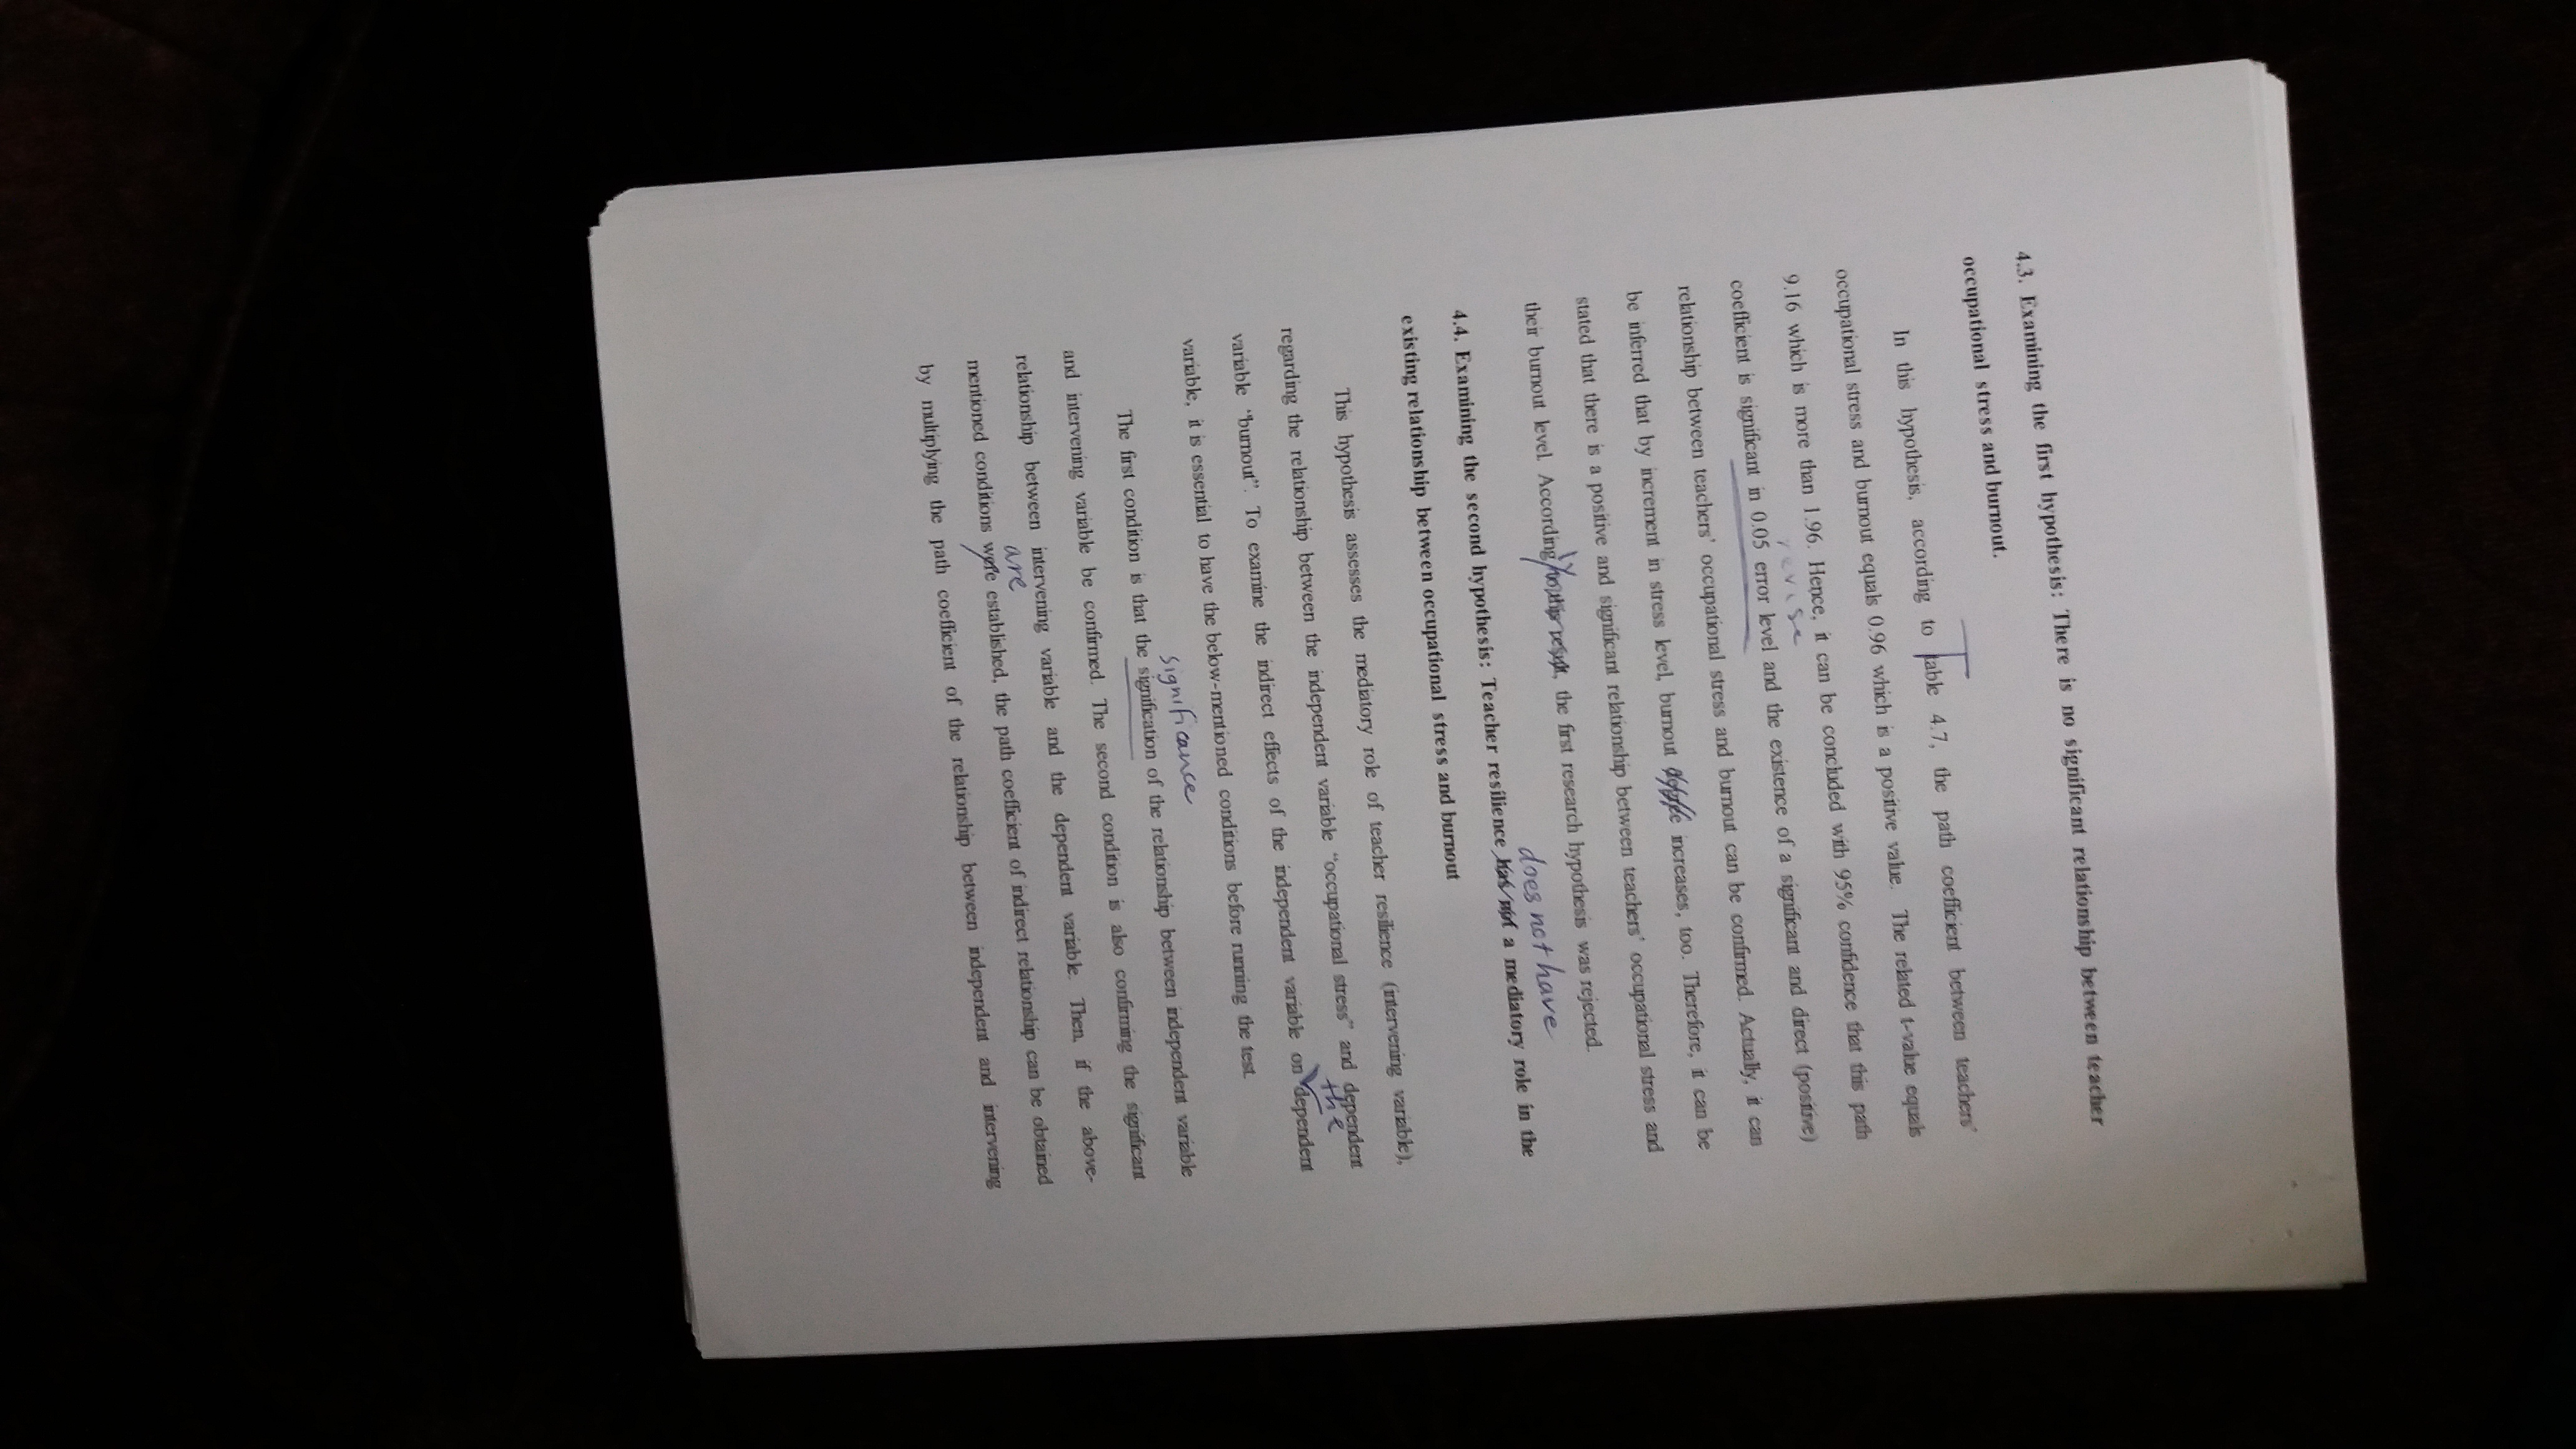 4.3. Examining the first hypothesis: There is no significant relationship between teacher
occupational stress and burnout.
In this hypothesis, according to Table 4.7, the path coefficient between teachers'
occupational stress and burnout equals 0.96 which is a positive value. The related t-value equals
9.16 which is more than 1.96. Hence, it can be concluded with 95% confidence that this path
revise
coefficient is significant in 0.05 error level and the existence of a significant and direct (positive)
relationship between teachers' occupational stress and burnout can be confirmed. Actually, it can
be inferred that by increment in stress level, burnout degree increases, too. Therefore, it can be
stated that there is a positive and significant relationship between teachers' occupational stress and
ly
their burnout level. According to this result, the first research hypothesis was rejected.
does not have
4.4. Examining the second hypothesis: Teacher resilience has not a mediatory role in the
existing relationship between occupational stress and burnout
This hypothesis assesses the mediatory role of teacher resilience (intervening variable),
regarding the relationship between the independent variable "occupational stress" and dependent
the
variable "burnout". To examine the indirect effects of the independent variable on dependent
variable, it is essential to have the below-mentioned conditions before running the test.
significance
The first condition is that the signification of the relationship between independent variable
and intervening variable be confirmed. The second condition is also confirming the significant
relationship between intervening variable and the dependent variable. Then, if the above-
are
mentioned conditions were established, the path coefficient of indirect relationship can be obtained
by multiplying the path coefficient of the relationship between independent and intervening